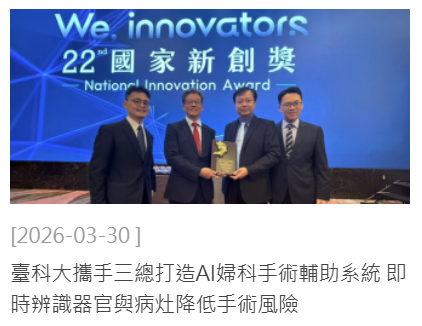 We. innovators
22nd 國家新創獎
National Innovation Award
[2026-03-30 ]
臺科大攜手三總打造AI婦科手術輔助系統 即
時辨識器官與病灶降低手術風險